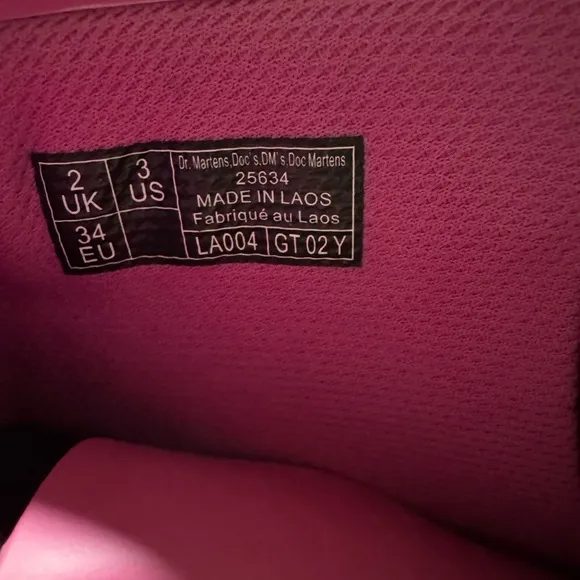 2
UK
3
US
34
EU
Dr. Martens,Doc's.DM's.Doc Martens
25634
MADE IN LAOS
Fabriqué au Laos
LA004 GT 02 Y